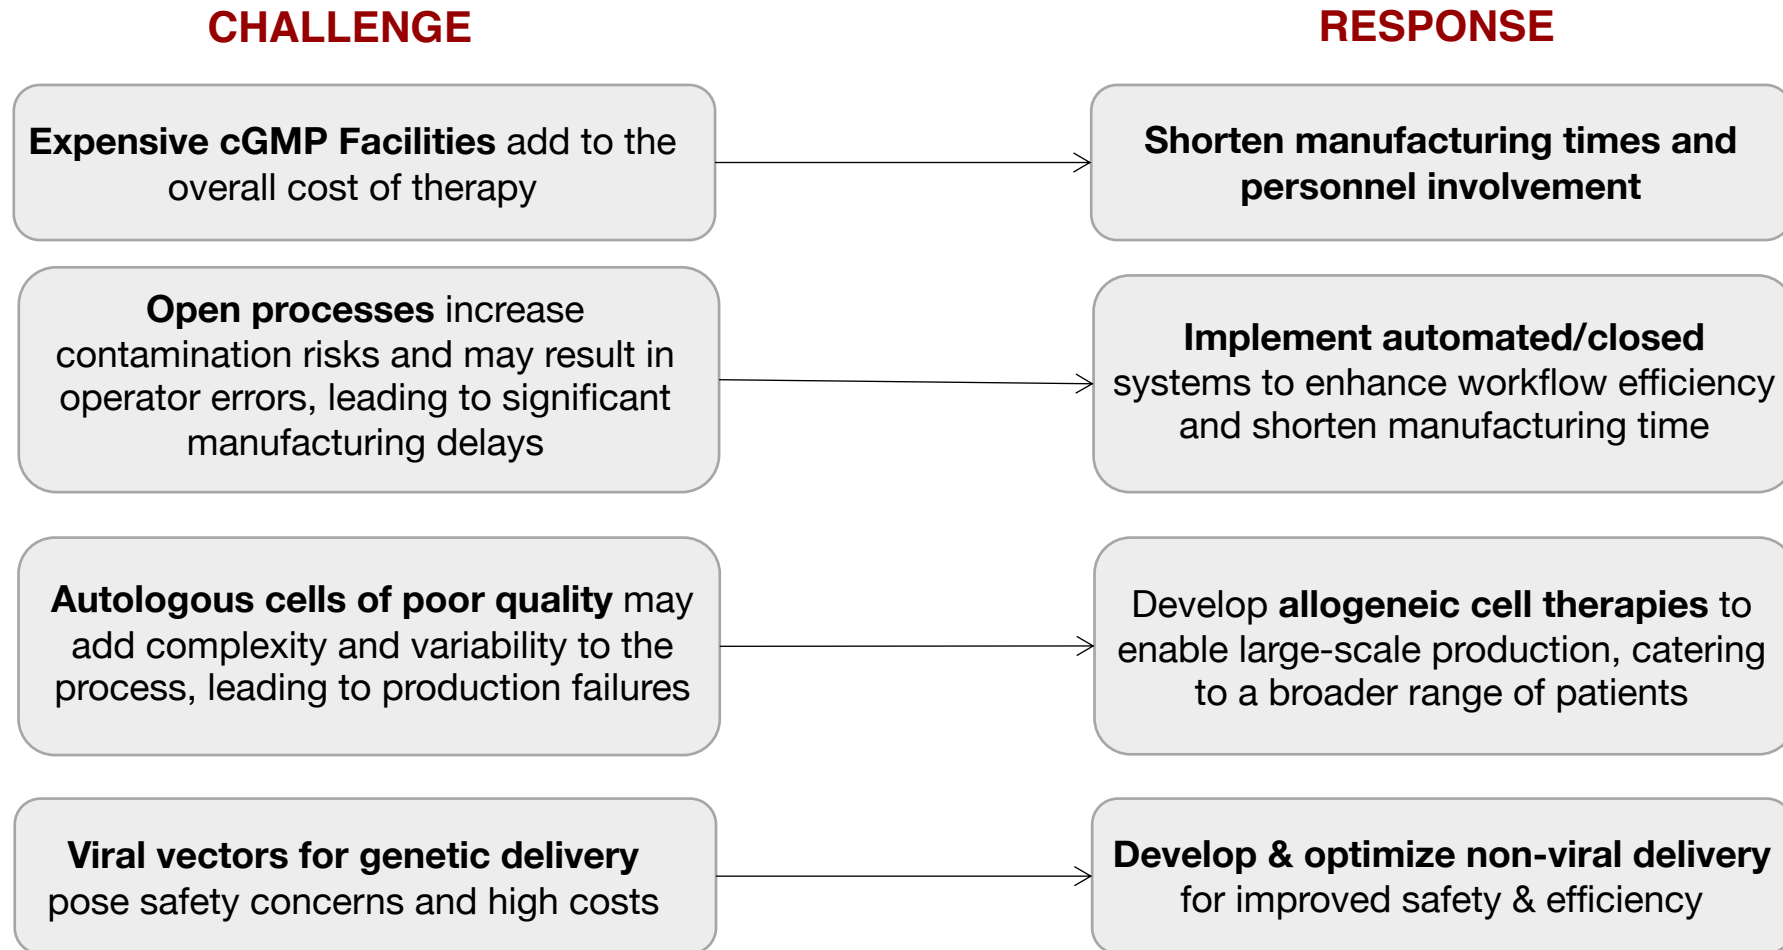 CHALLENGE
RESPONSE
Expensive cGMP Facilities add to the
overall cost of therapy
Shorten manufacturing times and
personnel involvement
Open processes increase
contamination risks and may result in
operator errors, leading to significant
manufacturing delays
Implement automated/closed
systems to enhance workflow efficiency
and shorten manufacturing time
Autologous cells of poor quality may
add complexity and variability to the
process, leading to production failures
Develop allogeneic cell therapies to
enable large-scale production, catering
to a broader range of patients
Viral vectors for genetic delivery
pose safety concerns and high costs
Develop & optimize non-viral delivery
for improved safety & efficiency